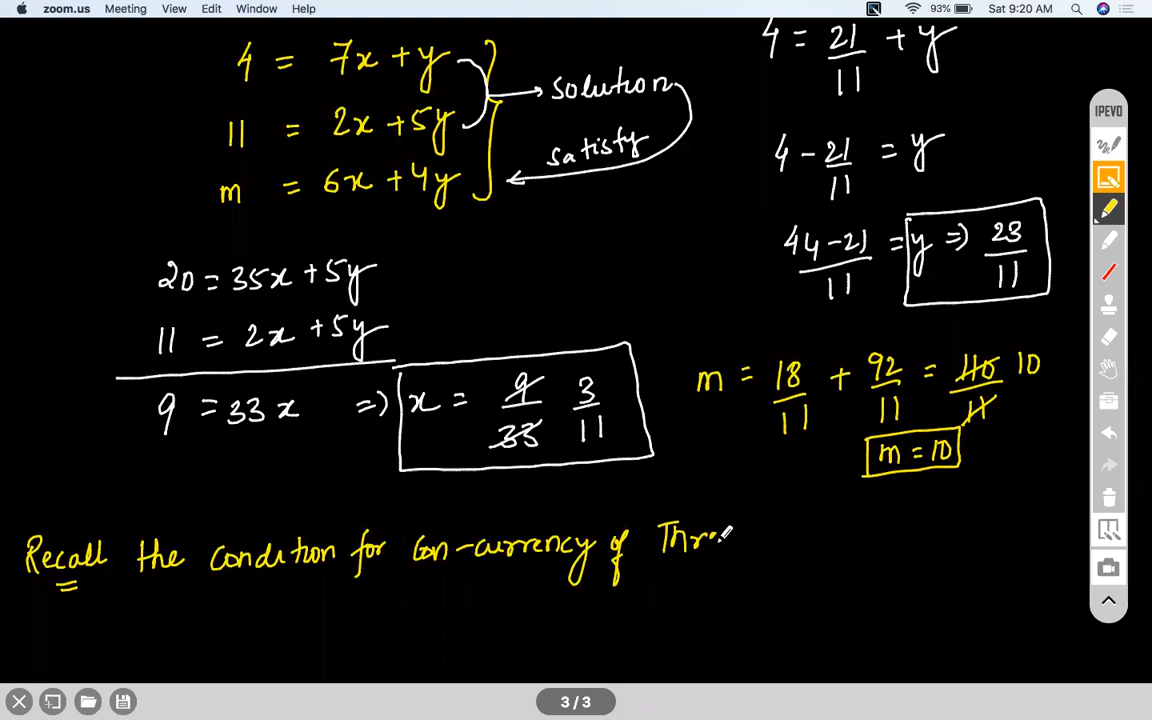 zoom.us Meeting View Edit Window Help
93% Sat 9:20 AM
4 = 7x + y
11 = 2x + 5y
m = 6x + 4y
solution
satisfy
20 = 35x + 5y
11 = 2x + 5y
9 = 33x ⇒ x = 9/33 3/11
4 = 21/11 + y
4 - 21/11 = y
44-21/11 = y ⇒ 23/11
m = 18/11 + 92/11 = 110/11 10
m = 10
Recall the condition for Con-currency of Thre
IPEVO
3/3